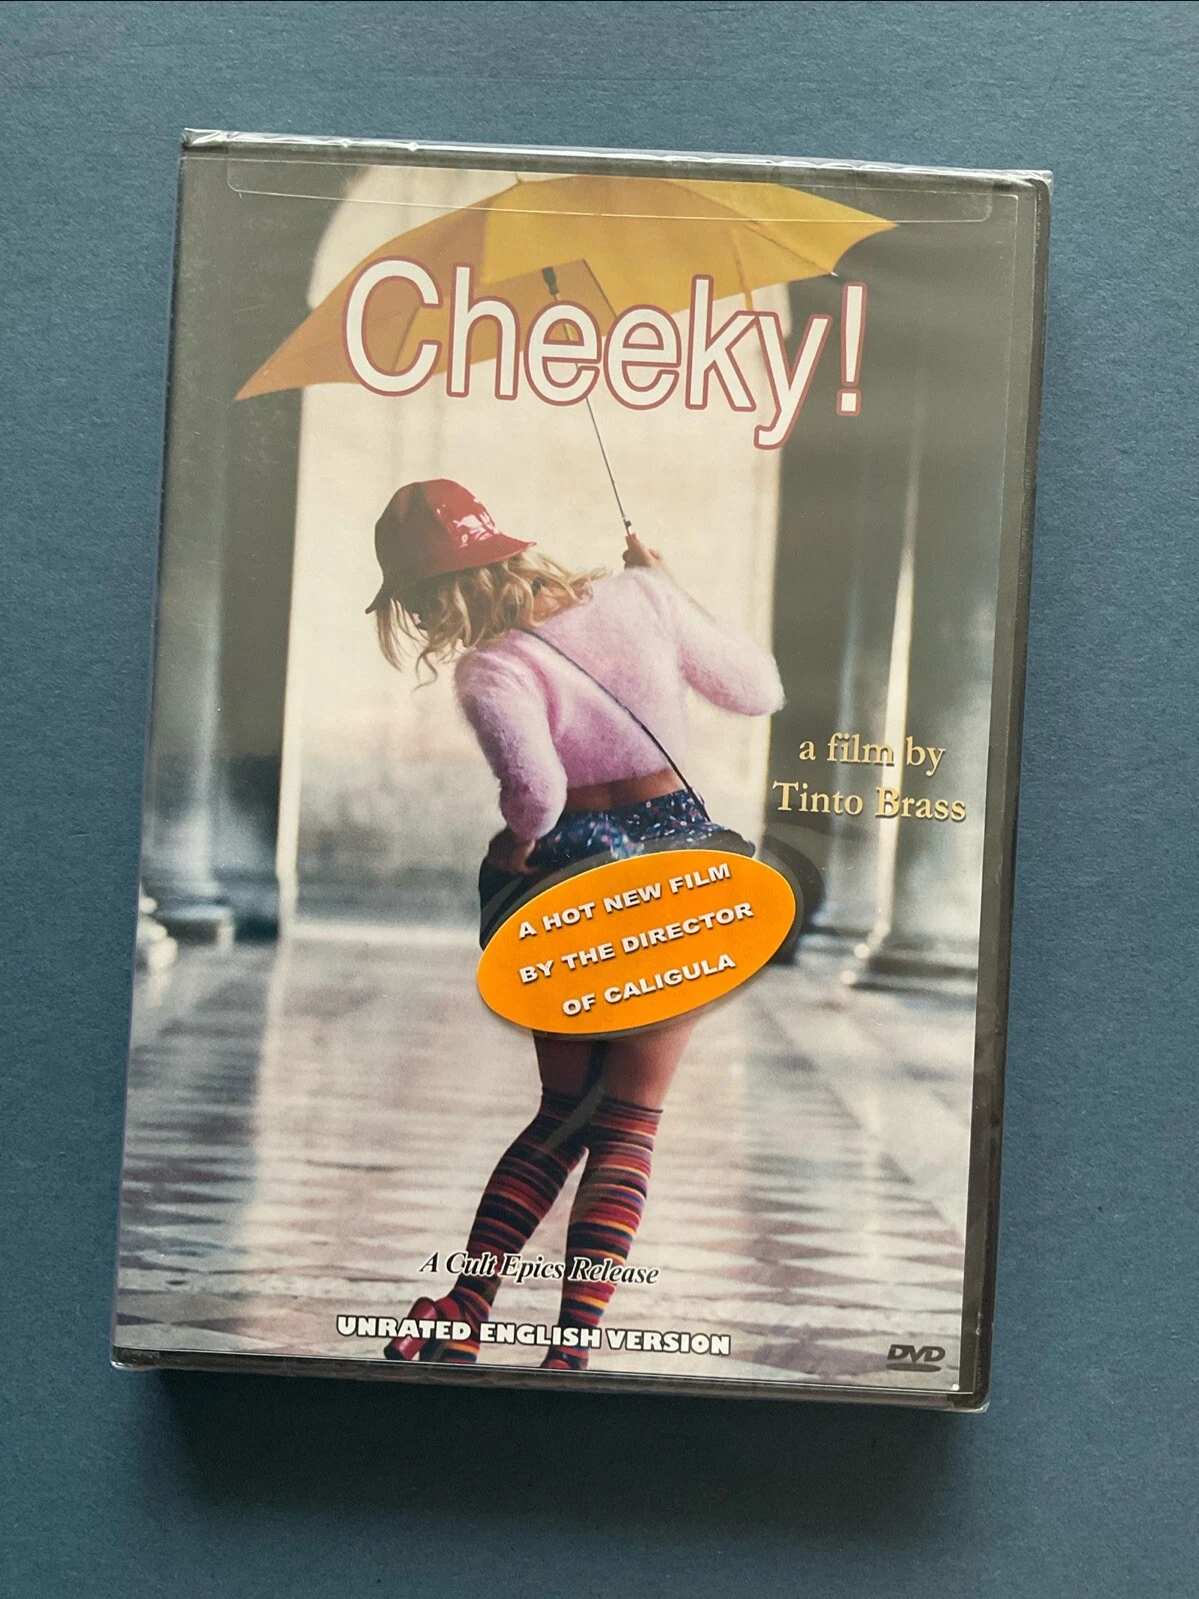 Cheeky!
a film by
Tinto Brass
A HOT NEW FILM
BY THE DIRECTOR
OF CALIGULA
A Cult Epics Release
UNRATED ENGLISH VERSION
DVD